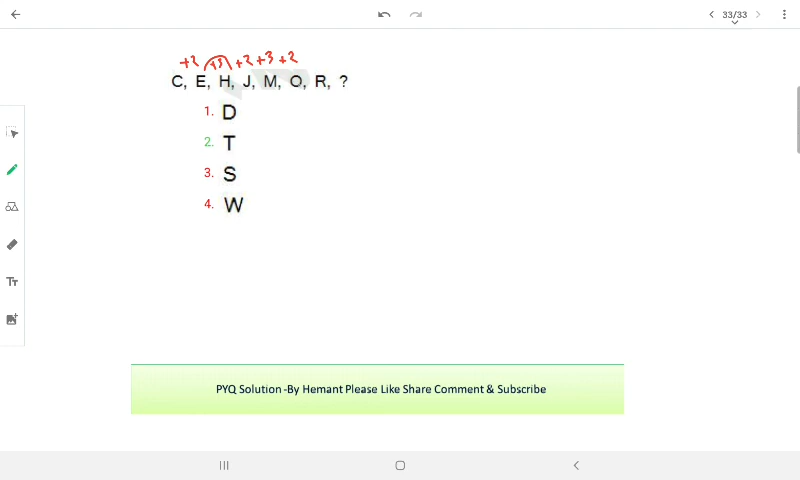 33/33
+2 +3 +2 +3 +2
C, E, H, J, M, O, R, ?
1. D
2. T
3. S
4. W
TT
PYQ Solution -By Hemant Please Like Share Comment & Subscribe